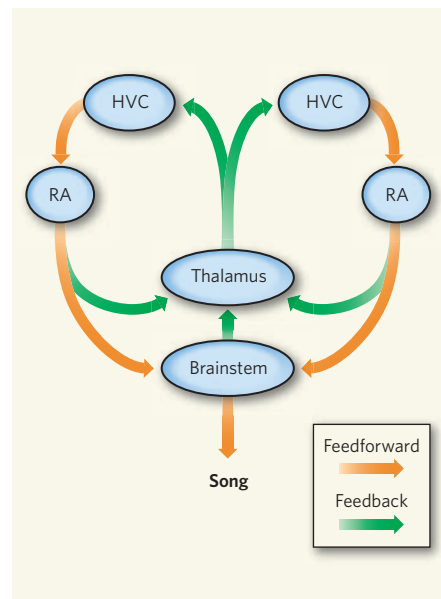 HVC
HVC
RA
RA
Thalamus
Brainstem
Song
Feedforward
Feedback